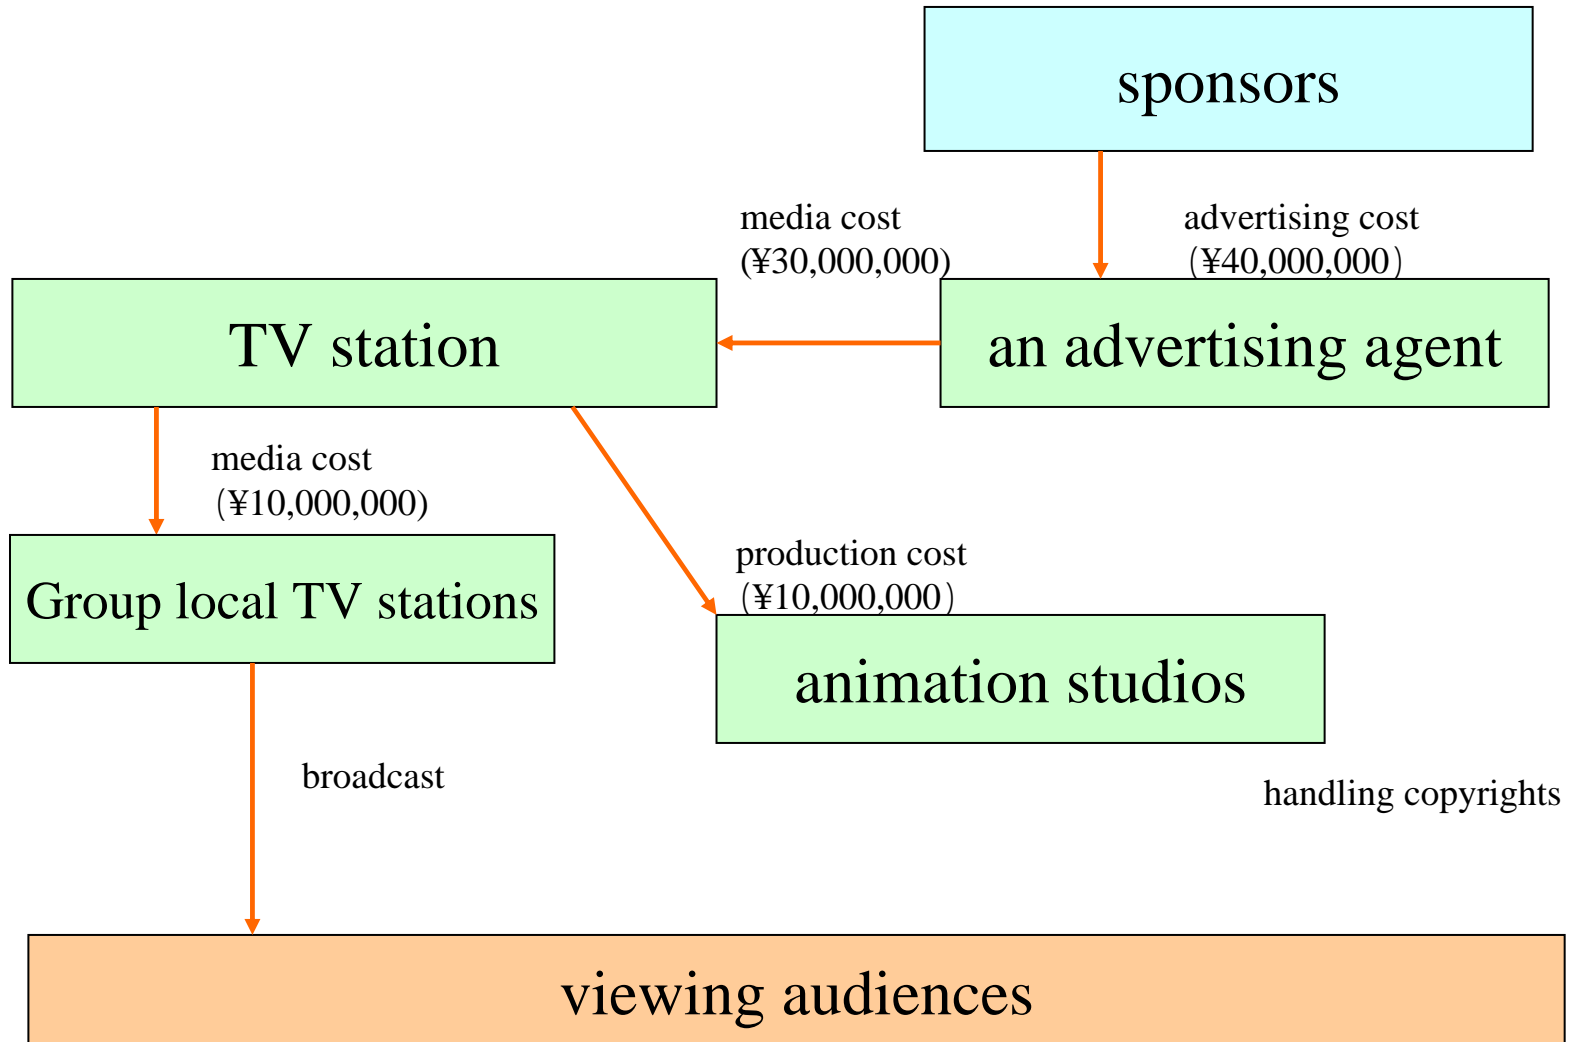 sponsors
media cost
(¥30,000,000)
advertising cost
(¥40,000,000)
TV station
an advertising agent
media cost
(¥10,000,000)
production cost
(¥10,000,000)
Group local TV stations
animation studios
broadcast
handling copyrights
viewing audiences